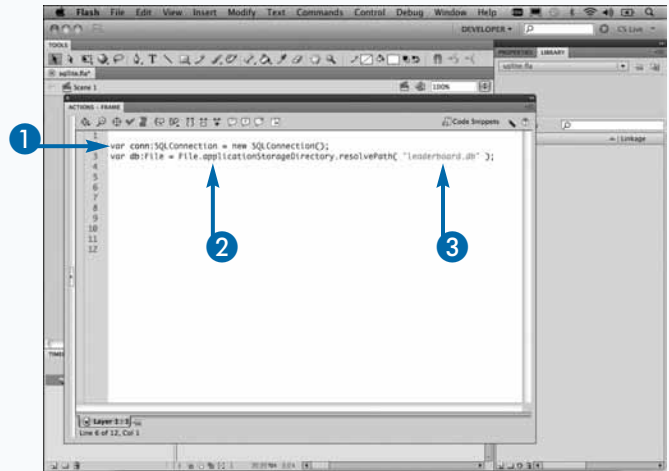 Flash File Edit View Insert Modify Text Commands Control Debug Window Help
DEVELOPER
CS Live
TOOLS
PROPERTIES LIBRARY
sqlite.fla*
sqlite.fla
Scene 1
100%
ACTIONS - FRAME
Code Snippets
Linkage
1
2 var conn:SQLConnection = new SQLConnection();
3 var db:File = File.applicationStorageDirectory.resolvePath( "leaderboard.db" );
4
5
6
7
8
9
10
11
12
1
2
3
Layer 1 : 1
Line 6 of 12, Col 1